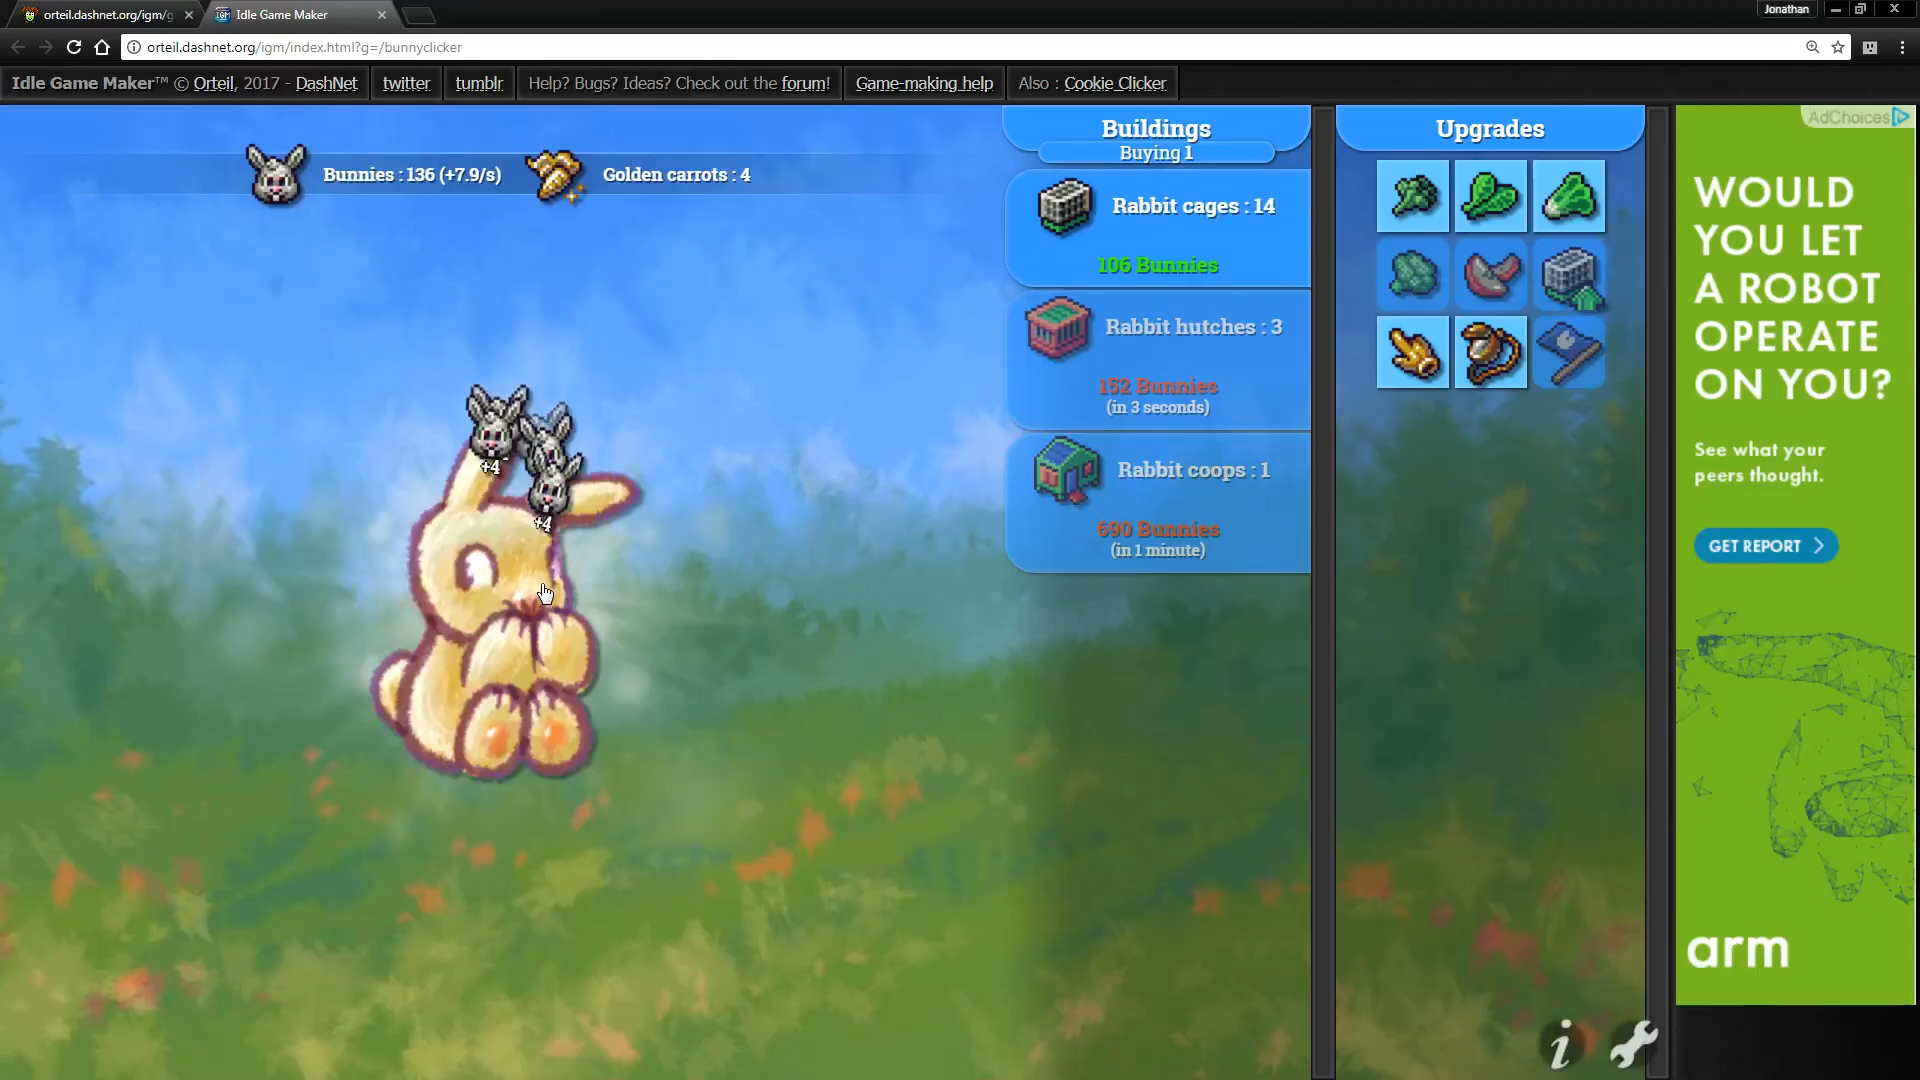 orteil.dashnet.org/igm/g
Idle Game Maker
Jonathan
orteil.dashnet.org/igm/index.html?g=/bunnyclicker
Idle Game Maker™ © Orteil, 2017 - DashNet
twitter
tumblr
Help? Bugs? Ideas? Check out the forum!
Game-making help
Also : Cookie Clicker
Bunnies : 136 (+7.9/s)
Golden carrots : 4
Buildings
Buying 1
Rabbit cages : 14
106 Bunnies
Rabbit hutches : 3
152 Bunnies
(in 3 seconds)
Rabbit coops : 1
690 Bunnies
(in 1 minute)
Upgrades
+4
+4
AdChoices
WOULD
YOU LET
A ROBOT
OPERATE
ON YOU?
See what your
peers thought.
GET REPORT
arm